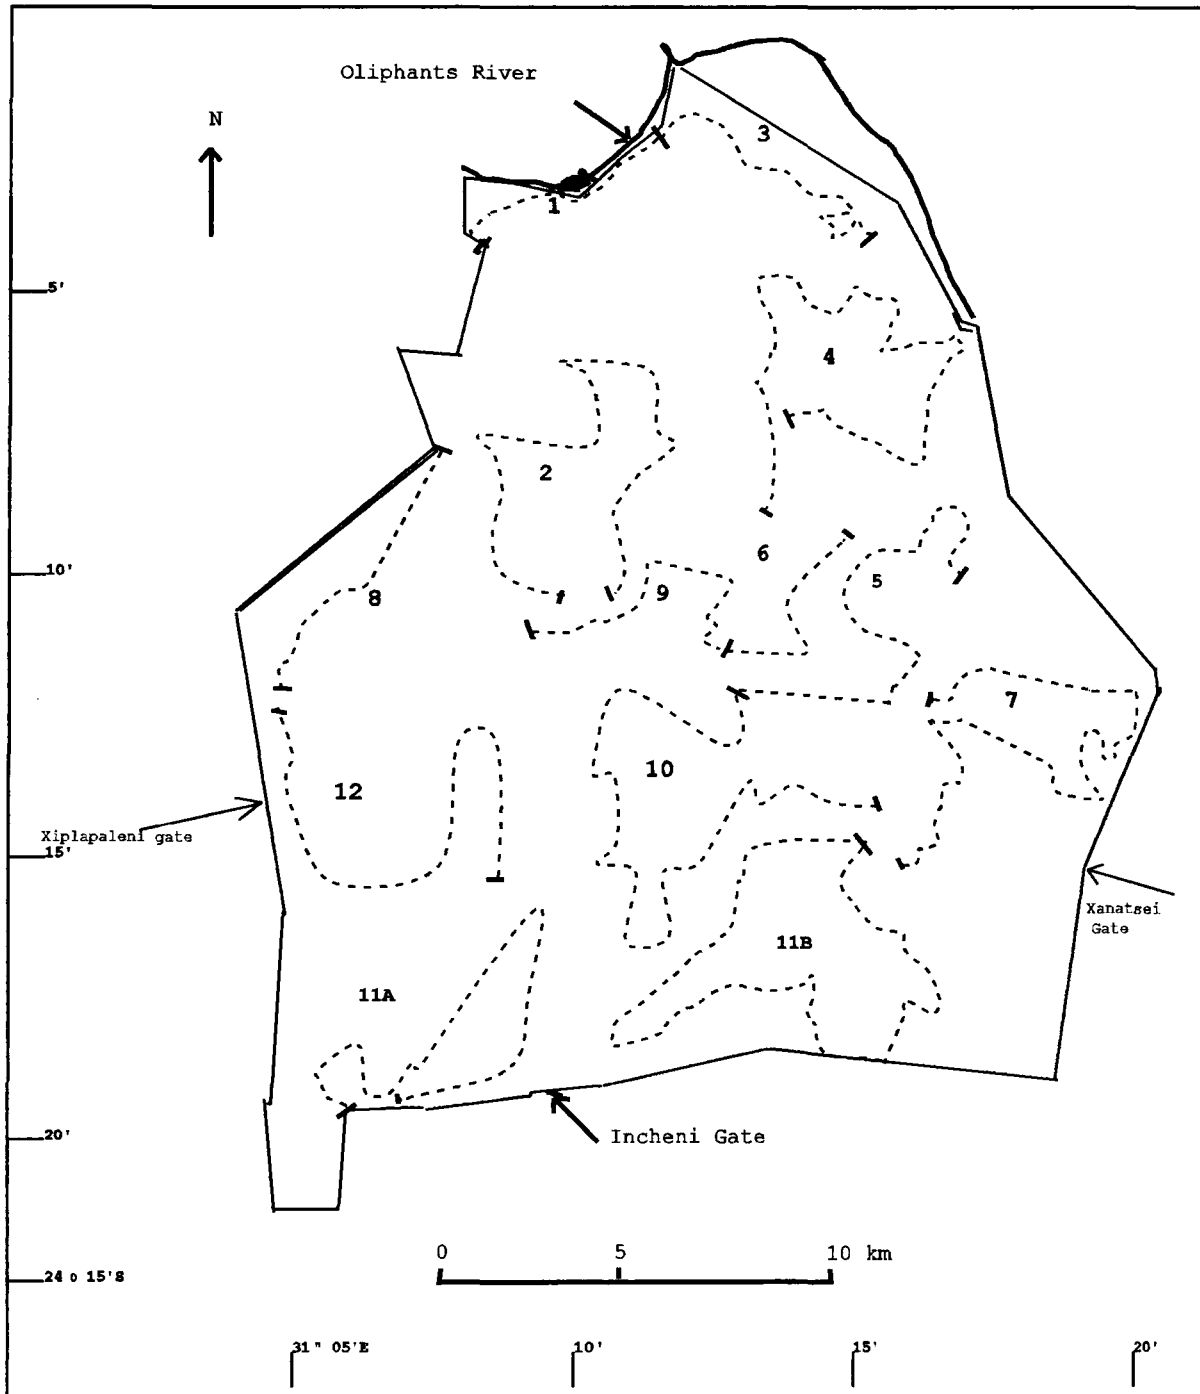 Oliphants River
N
3
1
5'
4
2
6
10'
5
9
8
7
10
12
Xiplapaleni gate
15'
Xanatsei
Gate
11B
11A
20'
Incheni Gate
0 5 10 km
24 o 15'S
31 " 05'E 10' 15' 20'